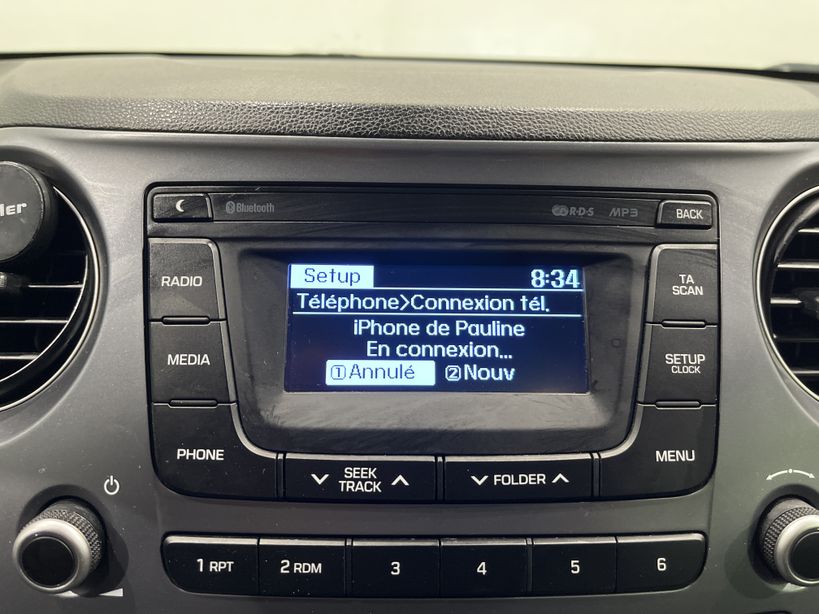 Bluetooth
R·D·S MP3 BACK
RADIO
MEDIA
PHONE
Setup 8:34
Téléphone>Connexion tél.
iPhone de Pauline
En connexion...
①Annulé ②Nouv
TA
SCAN
SETUP
CLOCK
MENU
SEEK
TRACK
FOLDER
1 RPT
2 RDM
3
4
5
6